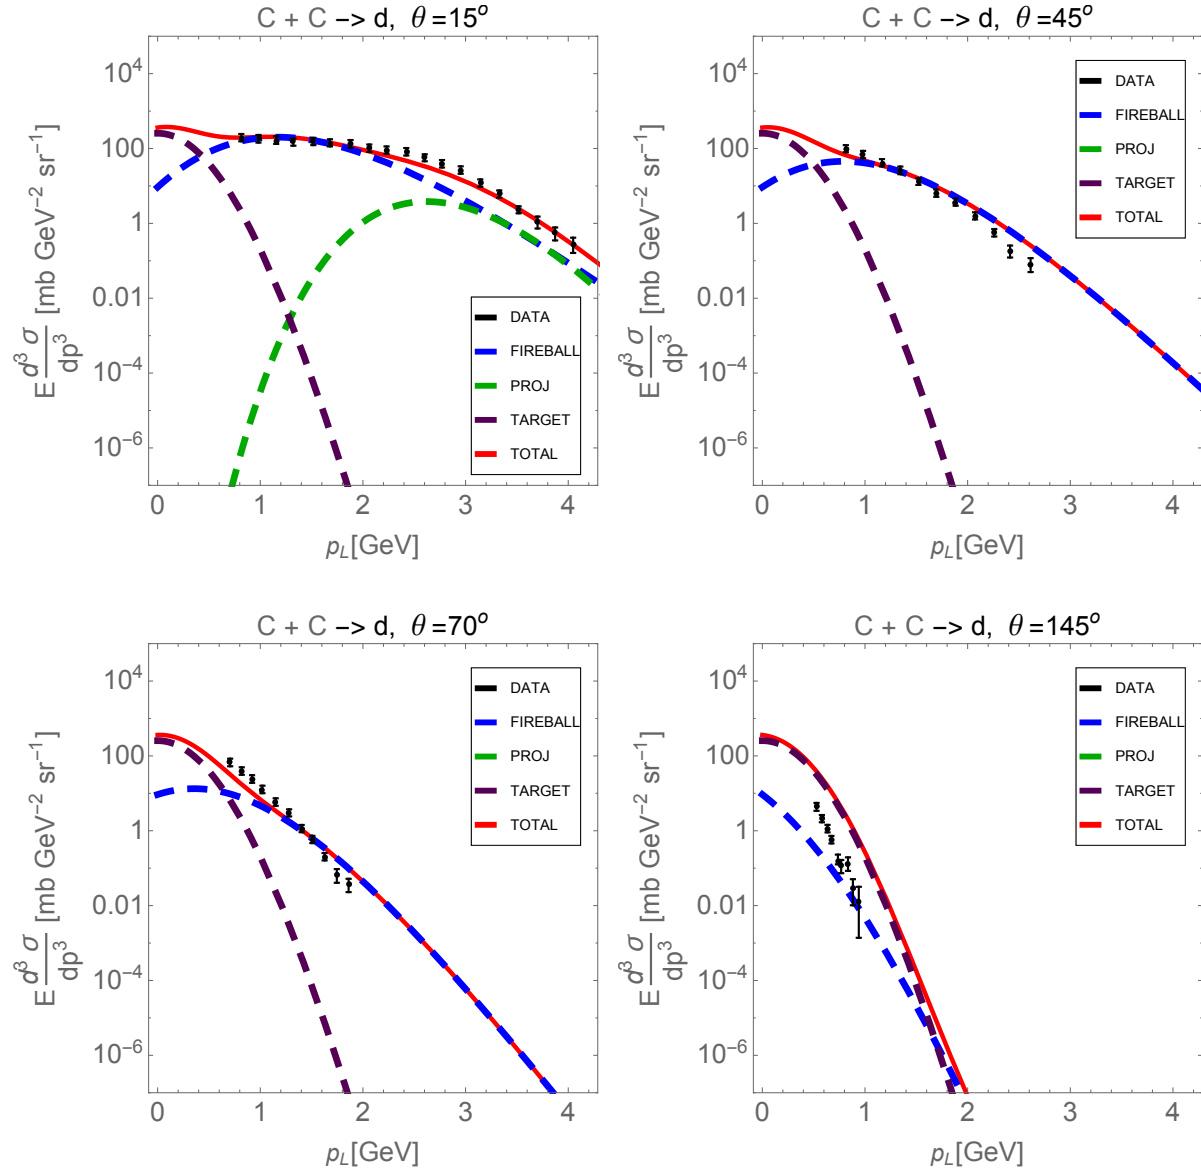 C + C -> d, θ =15°
E d³ σ / dp³ [mb GeV⁻² sr⁻¹]
10⁴
100
1
0.01
10⁻⁴
10⁻⁶
DATA
FIREBALL
PROJ
TARGET
TOTAL
0 1 2 3 4
p_L[GeV]
C + C -> d, θ =45°
E d³ σ / dp³ [mb GeV⁻² sr⁻¹]
10⁴
100
1
0.01
10⁻⁴
10⁻⁶
DATA
FIREBALL
PROJ
TARGET
TOTAL
0 1 2 3 4
p_L[GeV]
C + C -> d, θ =70°
E d³ σ / dp³ [mb GeV⁻² sr⁻¹]
10⁴
100
1
0.01
10⁻⁴
10⁻⁶
DATA
FIREBALL
PROJ
TARGET
TOTAL
0 1 2 3 4
p_L[GeV]
C + C -> d, θ =145°
E d³ σ / dp³ [mb GeV⁻² sr⁻¹]
10⁴
100
1
0.01
10⁻⁴
10⁻⁶
DATA
FIREBALL
PROJ
TARGET
TOTAL
0 1 2 3 4
p_L[GeV]